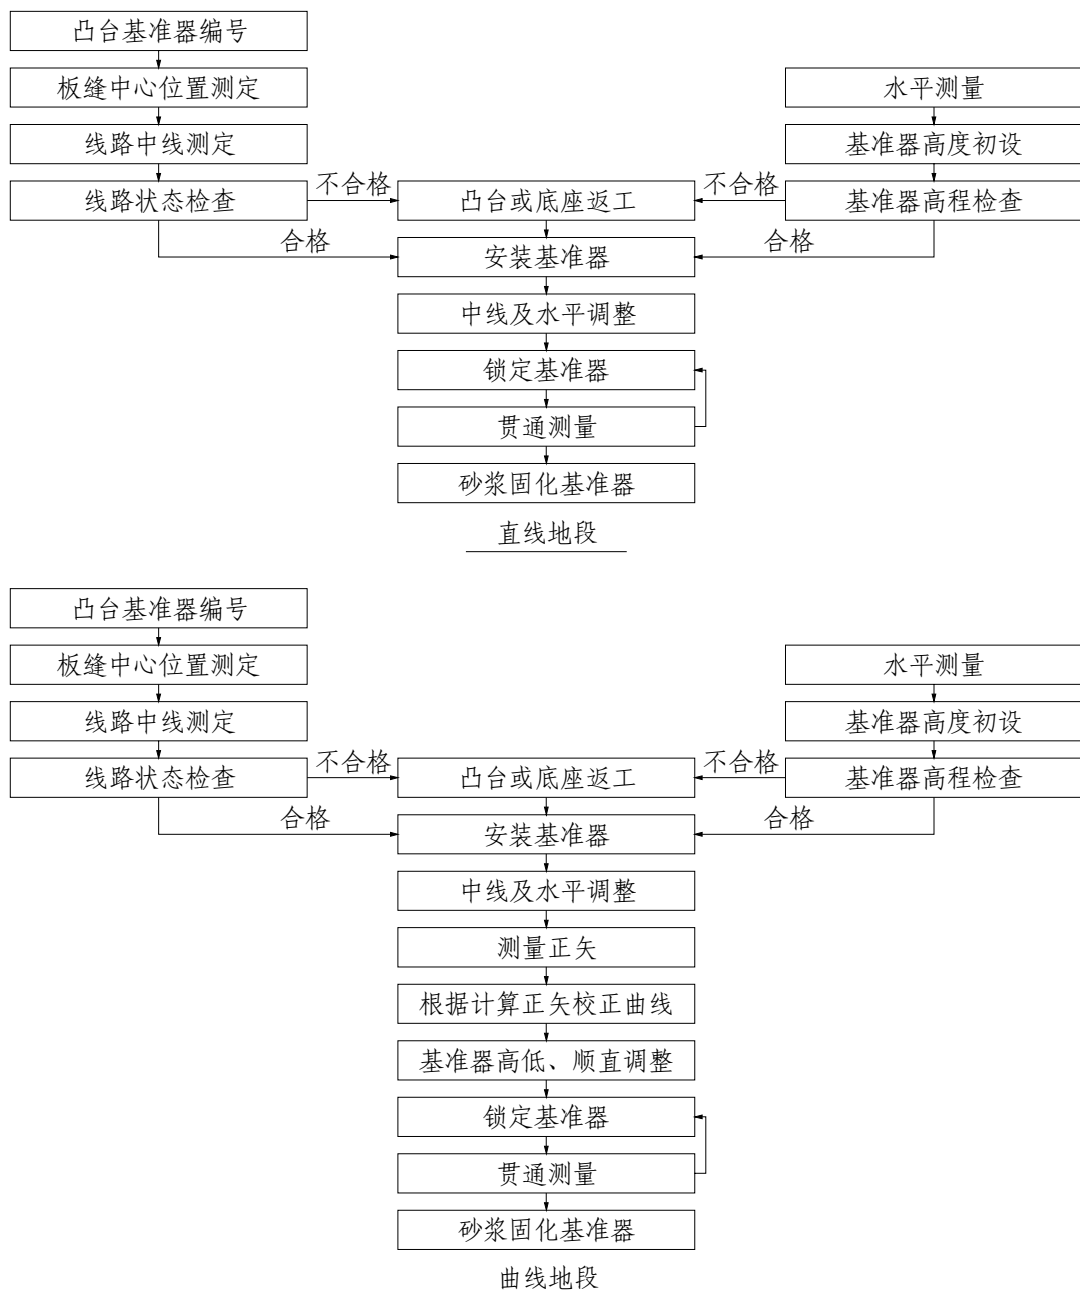 凸台基准器编号
板缝中心位置测定
水平测量
线路中线测定
基准器高度初设
线路状态检查
不合格
凸台或底座返工
不合格
基准器高程检查
合格
安装基准器
合格
中线及水平调整
锁定基准器
贯通测量
砂浆固化基准器
直线地段
凸台基准器编号
板缝中心位置测定
水平测量
线路中线测定
基准器高度初设
线路状态检查
不合格
凸台或底座返工
不合格
基准器高程检查
合格
安装基准器
合格
中线及水平调整
测量正矢
根据计算正矢校正曲线
基准器高低、顺直调整
锁定基准器
贯通测量
砂浆固化基准器
曲线地段